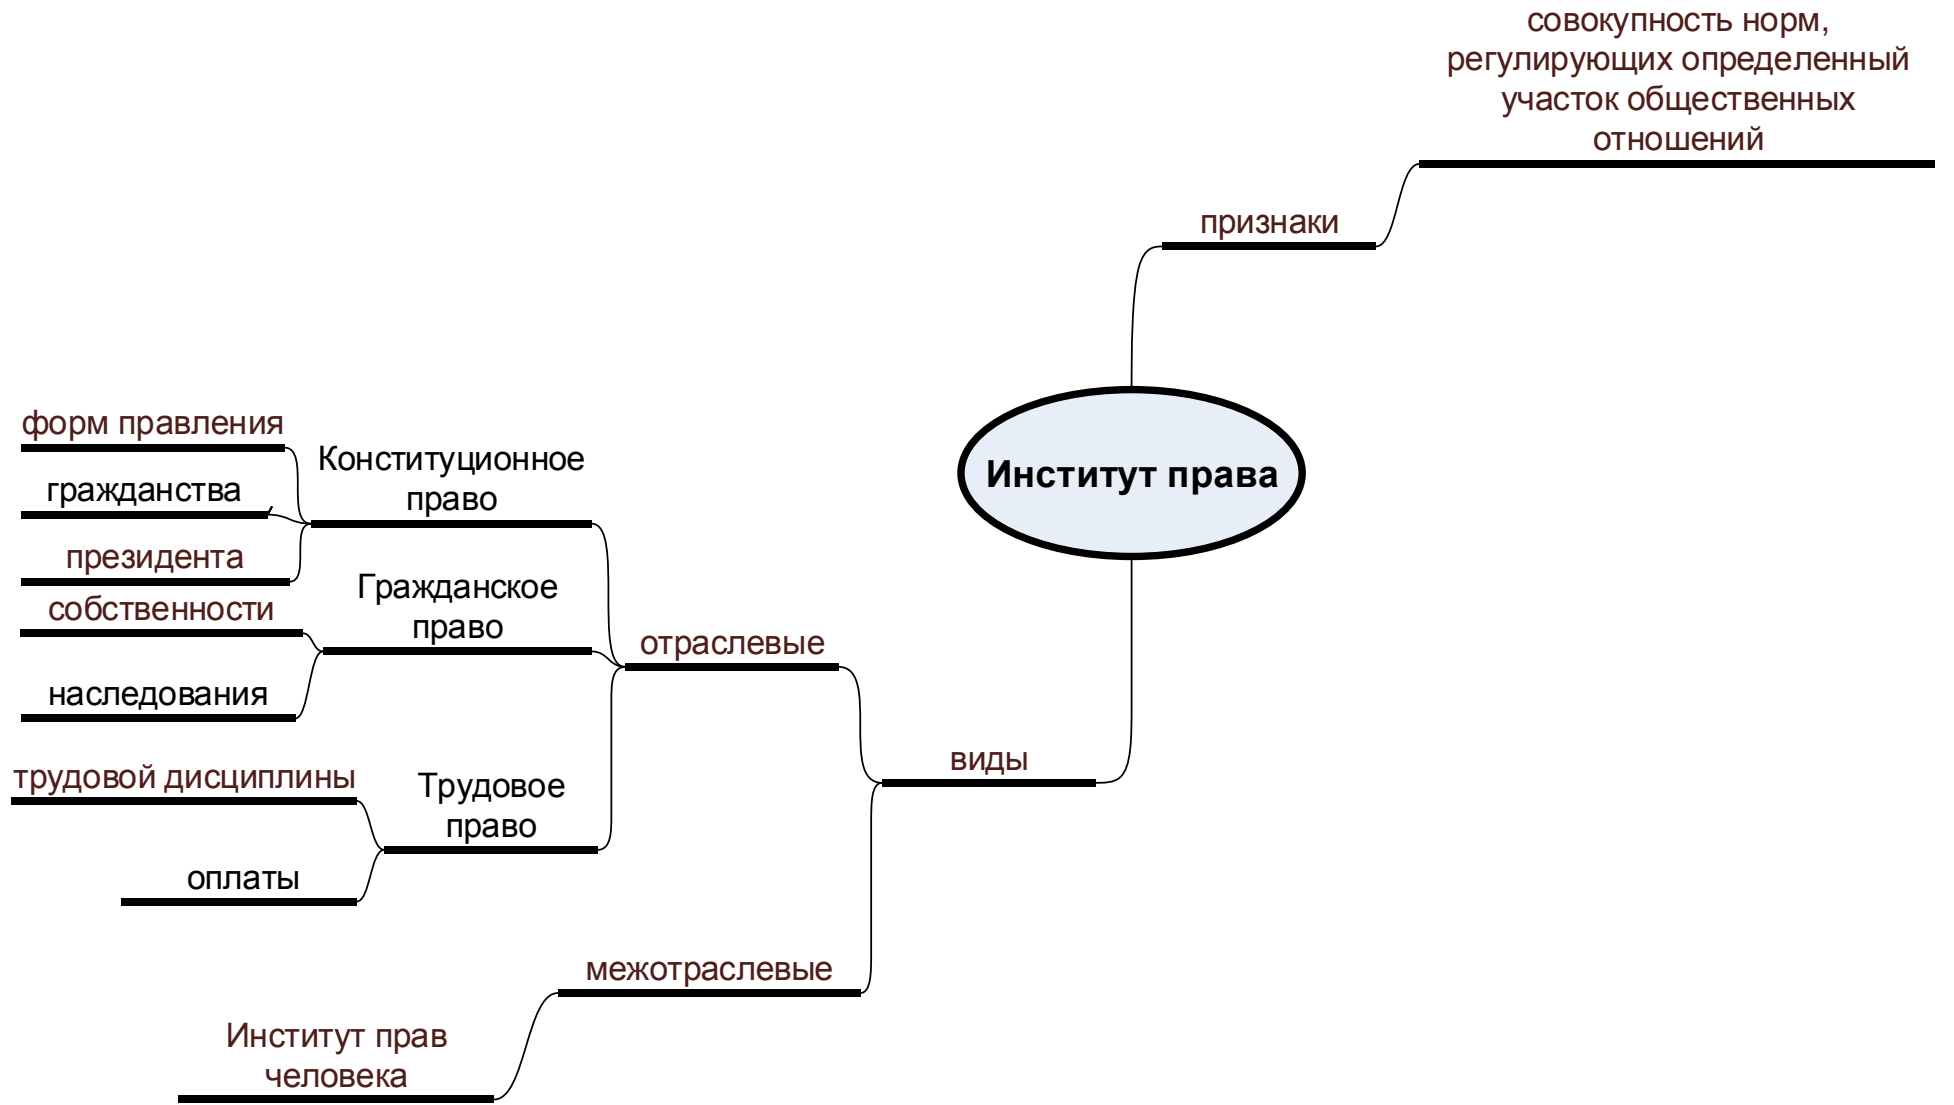 совокупность норм,
регулирующих определенный
участок общественных
отношений
признаки
Институт права
форм правления
гражданства
президента
Конституционное
право
собственности
наследования
Гражданское
право
трудовой дисциплины
оплаты
Трудовое
право
отраслевые
виды
межотраслевые
Институт прав
человека